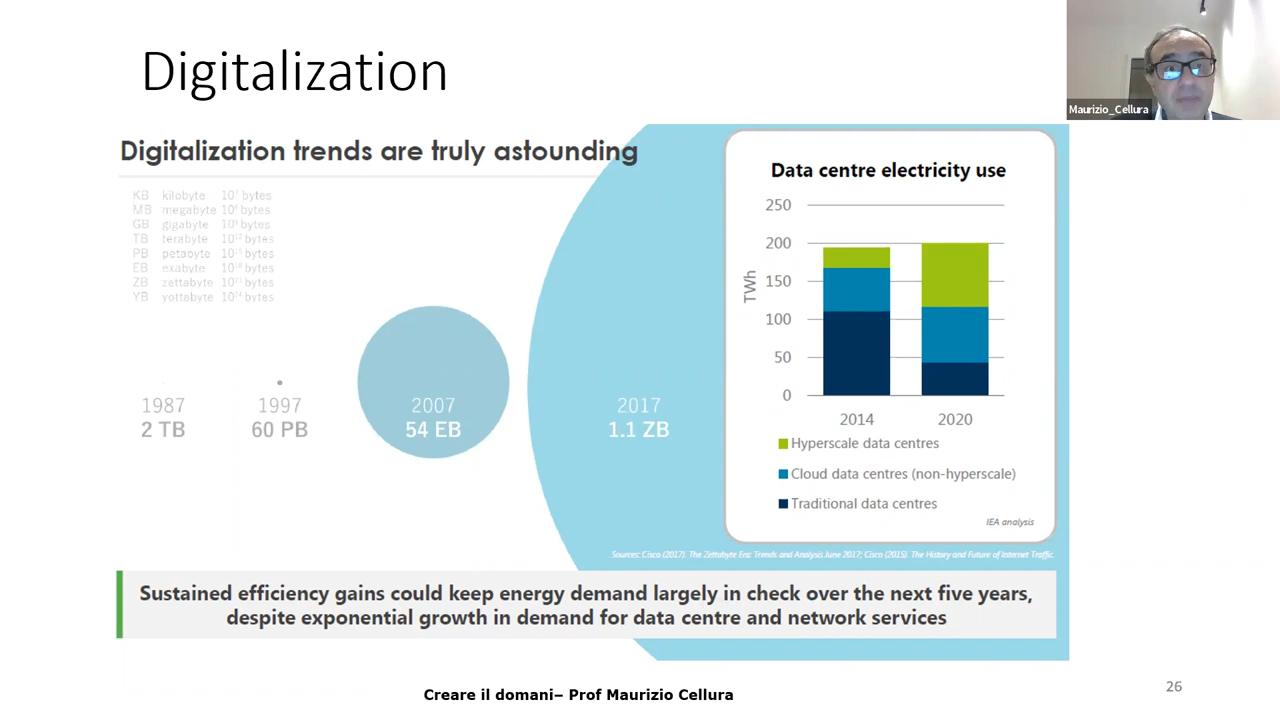 Digitalization
Maurizio_Cellura
Digitalization trends are truly astounding
KB kilobyte 10³ bytes
MB megabyte 10⁶ bytes
GB gigabyte 10⁹ bytes
TB terabyte 10¹² bytes
PB petabyte 10¹⁵ bytes
EB exabyte 10¹⁸ bytes
ZB zettabyte 10²¹ bytes
YB yottabyte 10²⁴ bytes
1987
2 TB
1997
60 PB
2007
54 EB
2017
1.1 ZB
Data centre electricity use
TWh
250
200
150
100
50
0
2014 2020
Hyperscale data centres
Cloud data centres (non-hyperscale)
Traditional data centres
IEA analysis
Sources: Cisco (2017). The Zettabyte Era: Trends and Analysis June 2017; Cisco (2015). The History and Future of Internet Traffic.
Sustained efficiency gains could keep energy demand largely in check over the next five years,
despite exponential growth in demand for data centre and network services
Creare il domani– Prof Maurizio Cellura
26